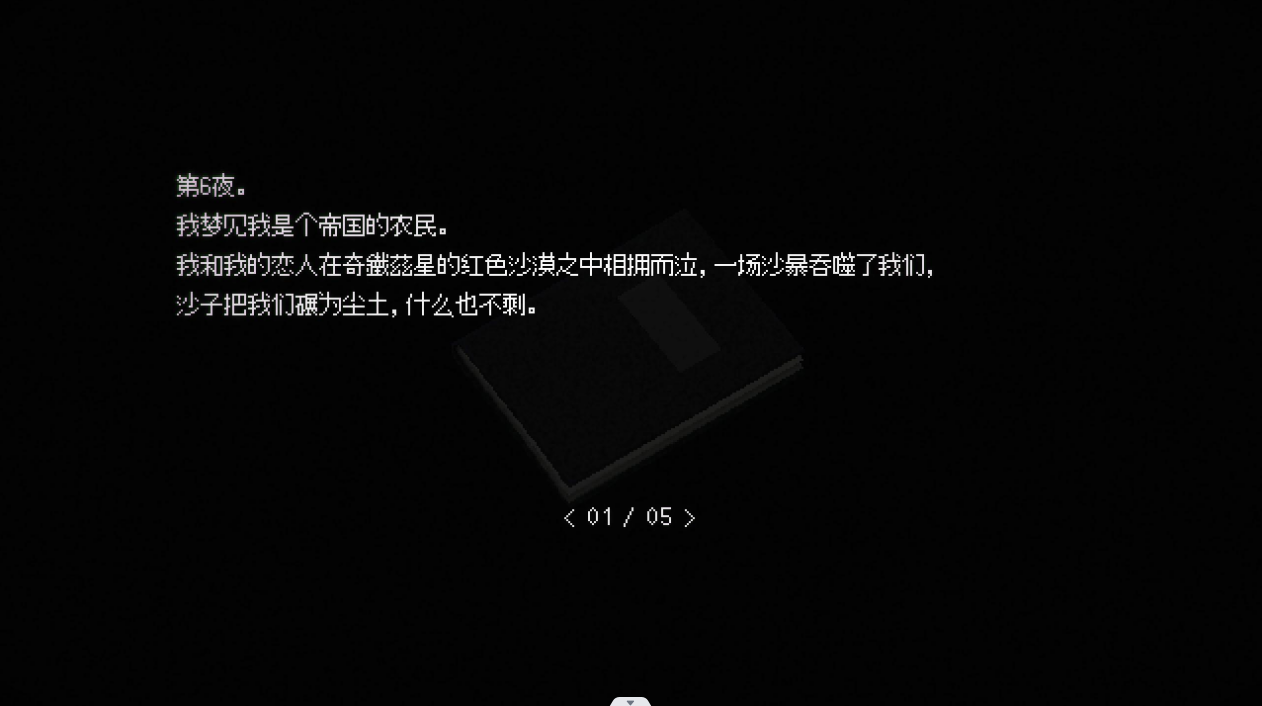 第6夜。
我梦见我是个帝国的农民。
我和我的恋人在奇巍兹星的红色沙漠之中相拥而泣，一场沙暴吞噬了我们，
沙子把我们碾为尘土，什么也不剩。
< 01 / 05 >